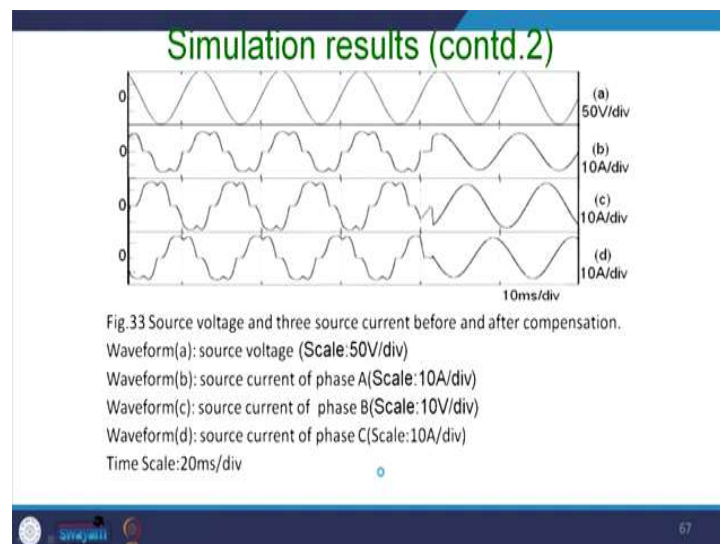 Simulation results (contd.2)
0
(a)
50V/div
0
(b)
10A/div
0
(c)
10A/div
0
(d)
10A/div
10ms/div
Fig.33 Source voltage and three source current before and after compensation.
Waveform(a): source voltage (Scale:50V/div)
Waveform(b): source current of phase A(Scale:10A/div)
Waveform(c): source current of phase B(Scale:10V/div)
Waveform(d): source current of phase C(Scale:10A/div)
Time Scale:20ms/div
swayam
67